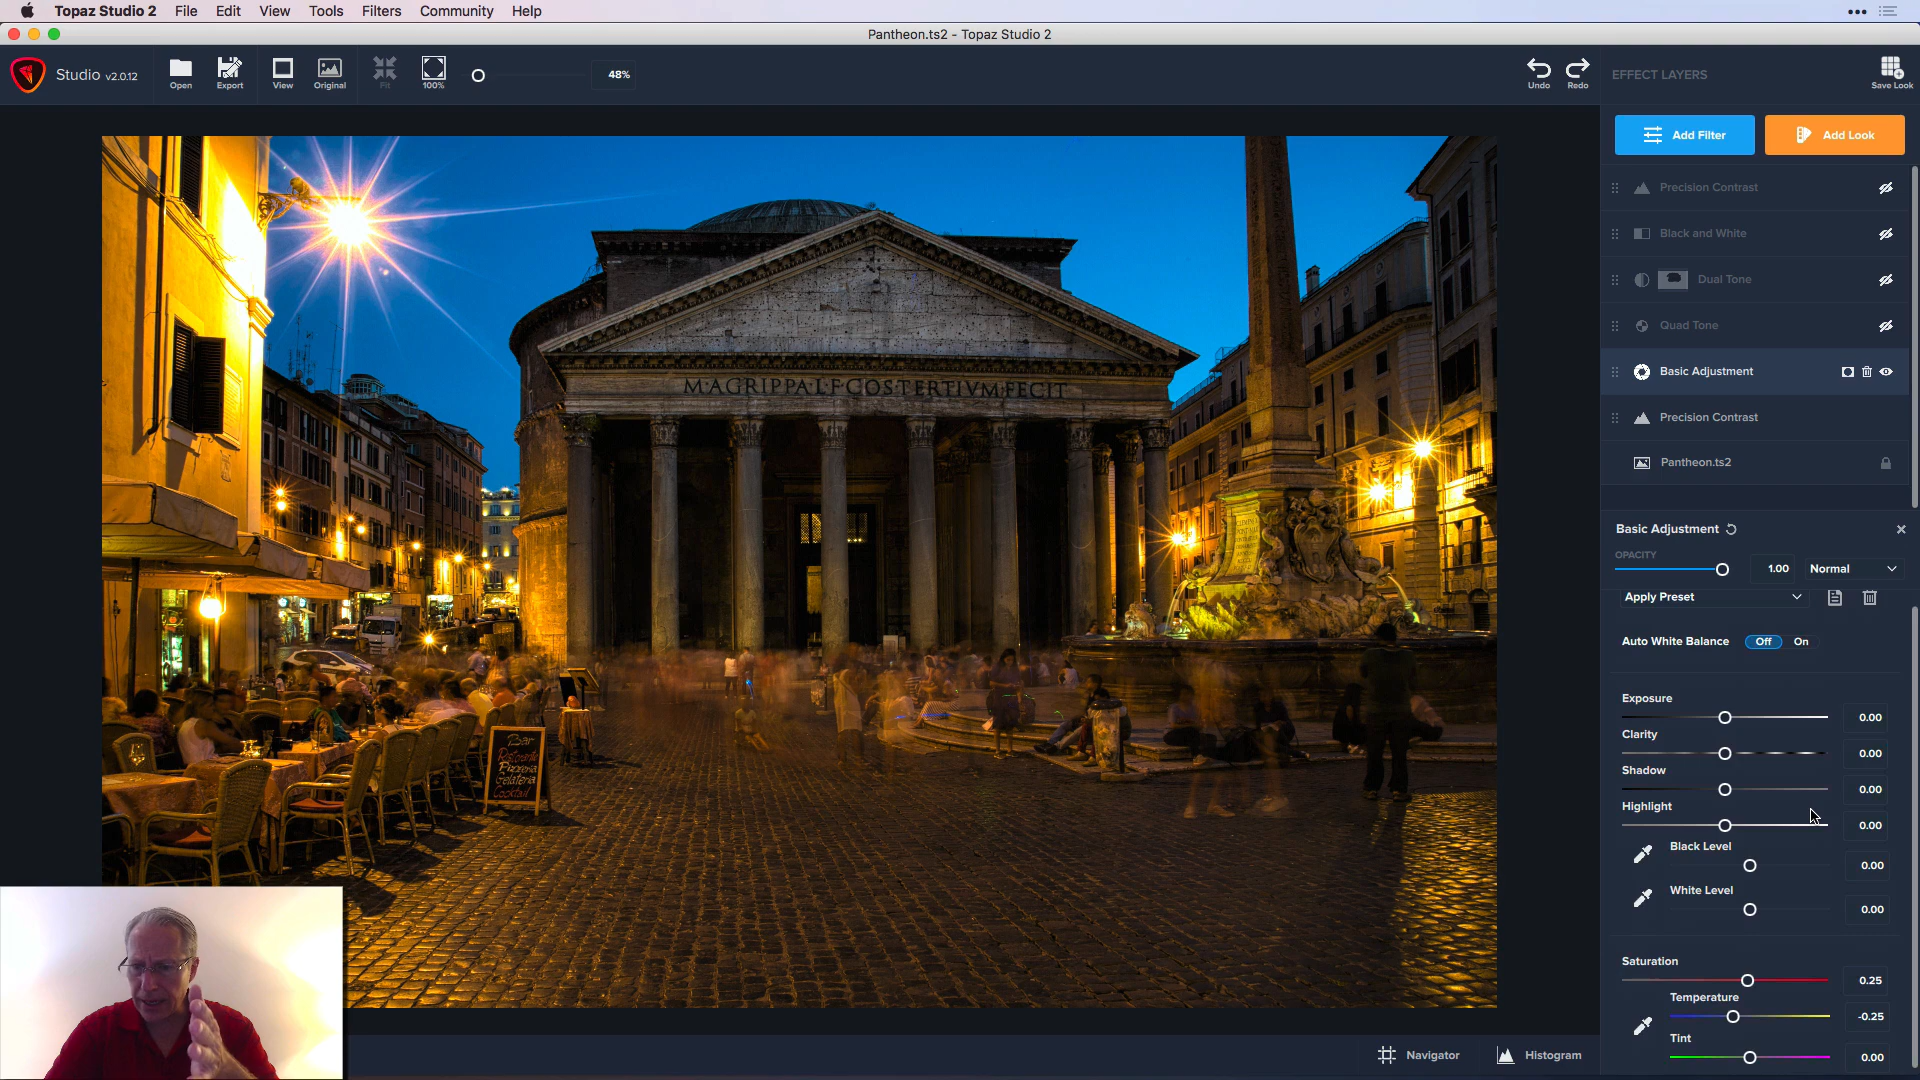 Topaz Studio 2 File Edit View Tools Filters Community Help
Pantheon.ts2 - Topaz Studio 2
Studio v2.0.12
Open
Export
View
Original
Fit
100%
48%
Undo
Redo
EFFECT LAYERS
Save Look
Add Filter
Add Look
Precision Contrast
Black and White
Dual Tone
Quad Tone
Basic Adjustment
Precision Contrast
Pantheon.ts2
Basic Adjustment
OPACITY
1.00
Normal
Apply Preset
Auto White Balance Off On
Exposure
0.00
Clarity
0.00
Shadow
0.00
Highlight
0.00
Black Level
0.00
White Level
0.00
Saturation
0.25
Temperature
-0.25
Tint
0.00
M·AGRIPPA·L·F·COS·TERTIVM·FECIT
Bar
Ristorante
Pizzeria
Gelateria
Cocktail
Navigator
Histogram